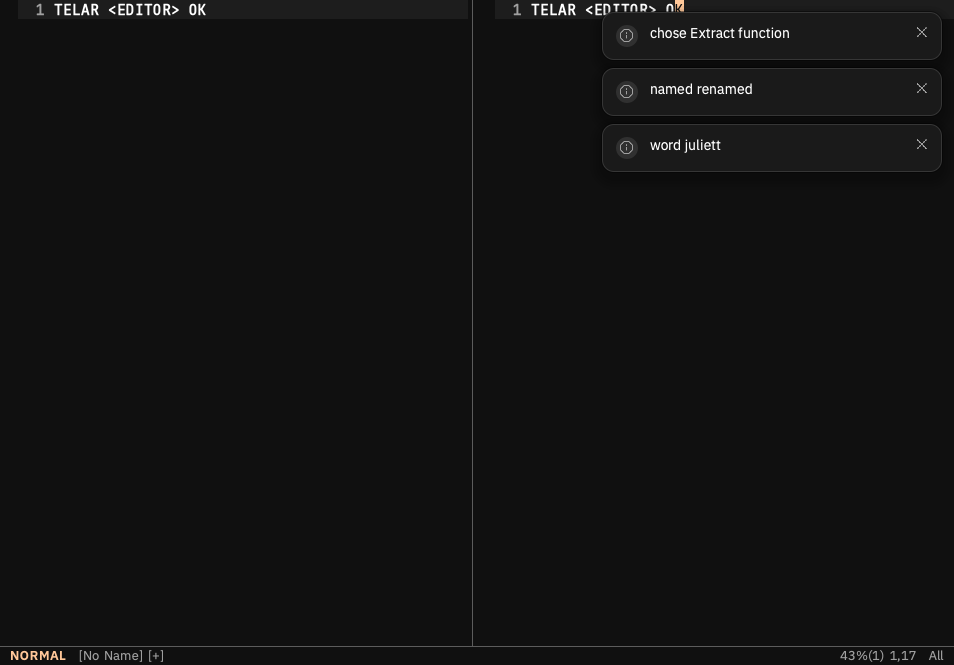 1 TELAR <EDITOR> OK
1 TELAR <EDITOR> OK
chose Extract function
named renamed
word juliett
NORMAL [No Name] [+] 43%(1) 1,17 All